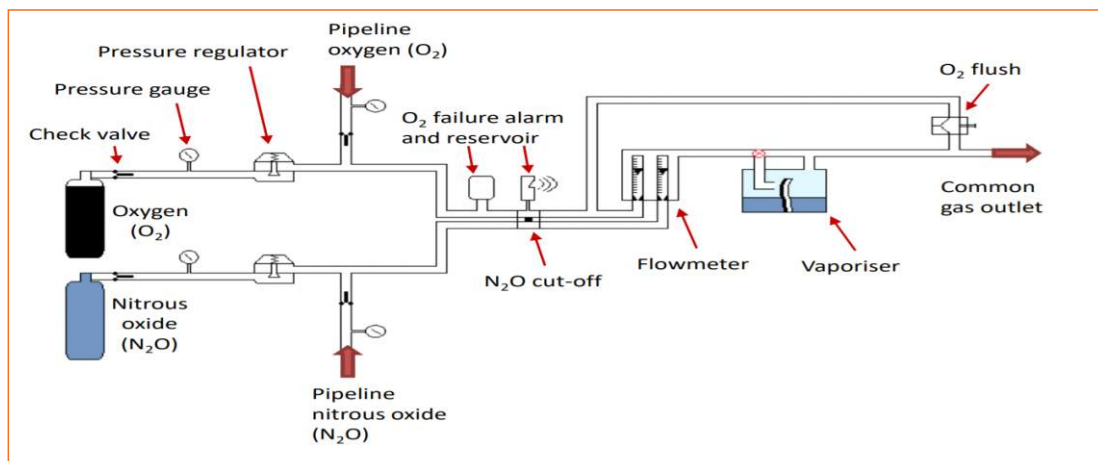 Pipeline
oxygen (O₂)
Pressure regulator
Pressure gauge
Check valve
O₂ failure alarm
and reservoir
O₂ flush
Oxygen
(O₂)
Common
gas outlet
Flowmeter
Vaporiser
N₂O cut-off
Nitrous
oxide
(N₂O)
Pipeline
nitrous oxide
(N₂O)